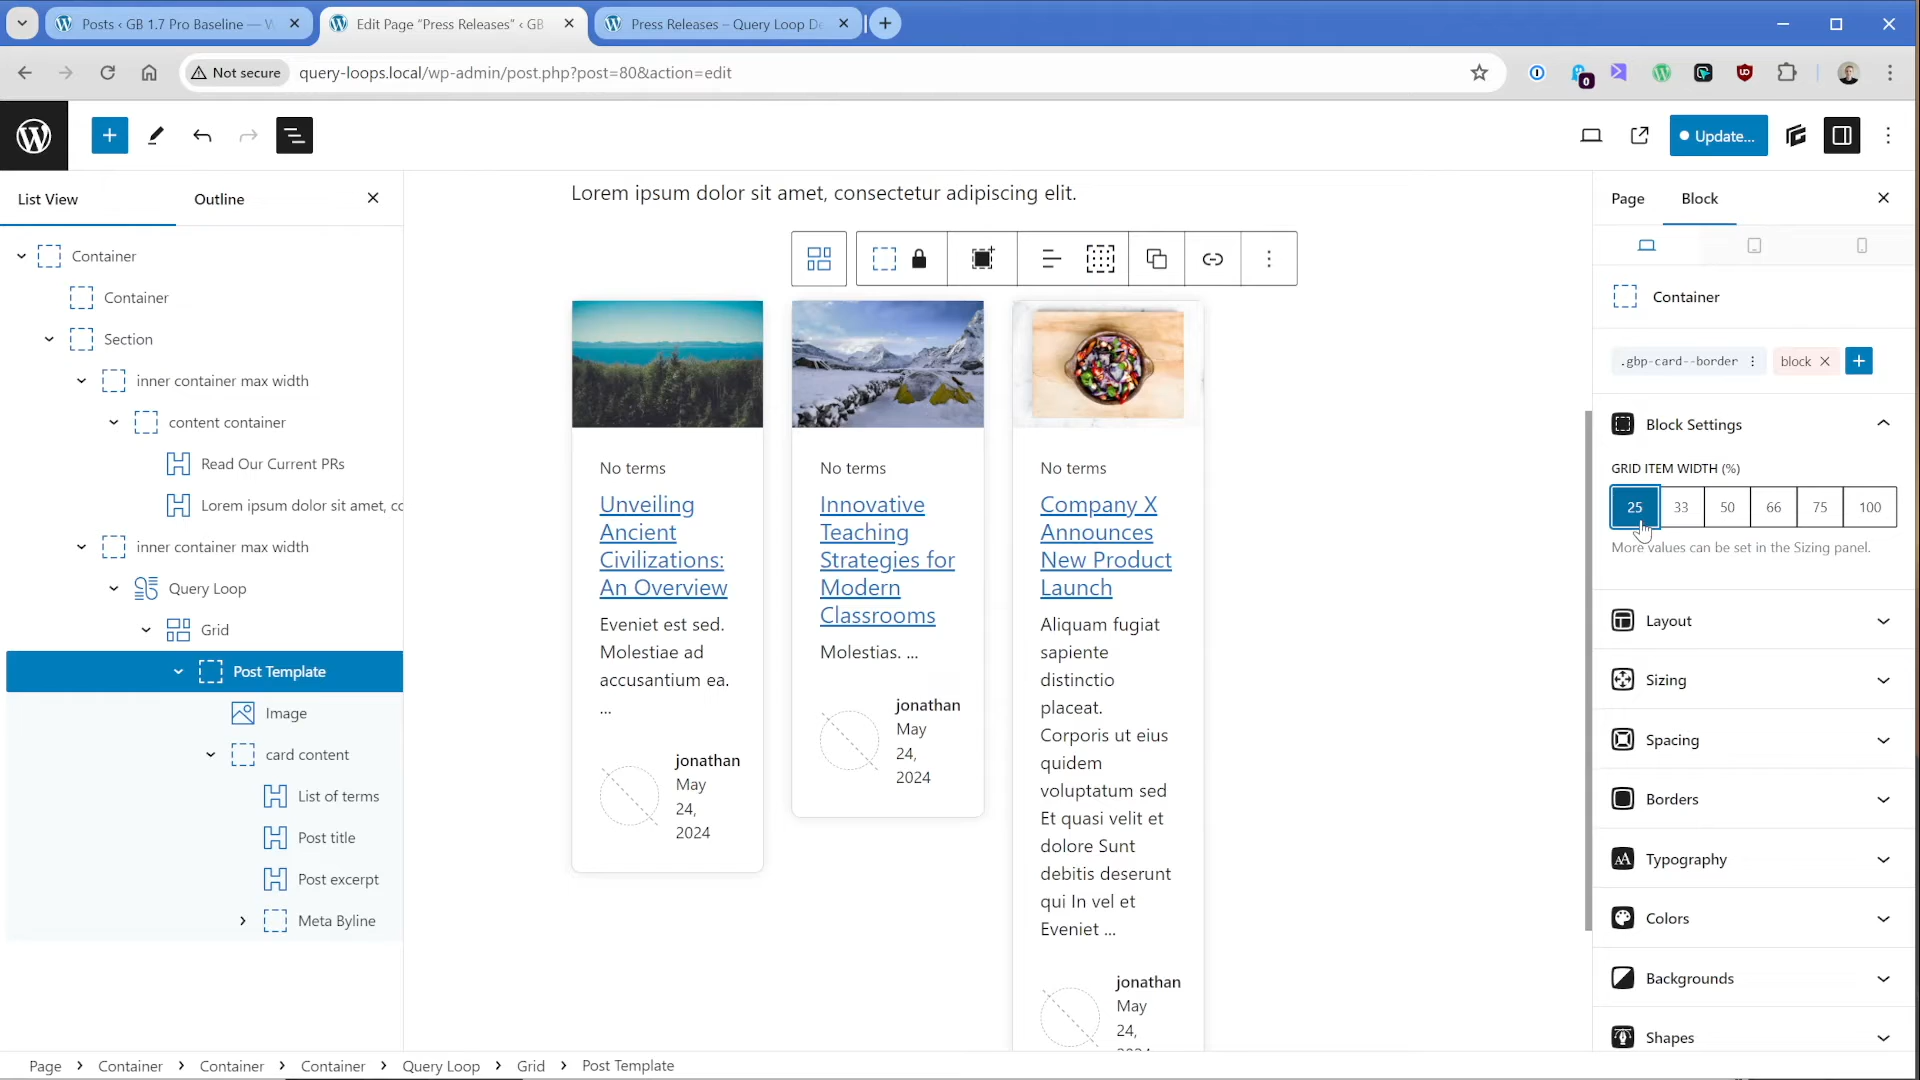 Posts ‹ GB 1.7 Pro Baseline — W
Edit Page “Press Releases” ‹ GB
Press Releases – Query Loop De
Not secure
query-loops.local/wp-admin/post.php?post=80&action=edit
0
Update...
List View
Outline
Container
Container
Section
inner container max width
content container
Read Our Current PRs
Lorem ipsum dolor sit amet, co
inner container max width
Query Loop
Grid
Post Template
Image
card content
List of terms
Post title
Post excerpt
Meta Byline
Lorem ipsum dolor sit amet, consectetur adipiscing elit.
No terms
Unveiling
Ancient
Civilizations:
An Overview
Eveniet est sed.
Molestiae ad
accusantium ea.
...
jonathan
May
24,
2024
No terms
Innovative
Teaching
Strategies for
Modern
Classrooms
Molestias. ...
jonathan
May
24,
2024
No terms
Company X
Announces
New Product
Launch
Aliquam fugiat
sapiente
distinctio
placeat.
Corporis ut eius
quidem
voluptatum sed
Et quasi velit et
dolore Sunt
debitis deserunt
qui In vel et
Eveniet ...
jonathan
May
24,
2024
Page
Block
Container
.gbp-card--border
block
Block Settings
GRID ITEM WIDTH (%)
25 33 50 66 75 100
More values can be set in the Sizing panel.
Layout
Sizing
Spacing
Borders
Typography
Colors
Backgrounds
Shapes
Page Container Container Container Query Loop Grid Post Template